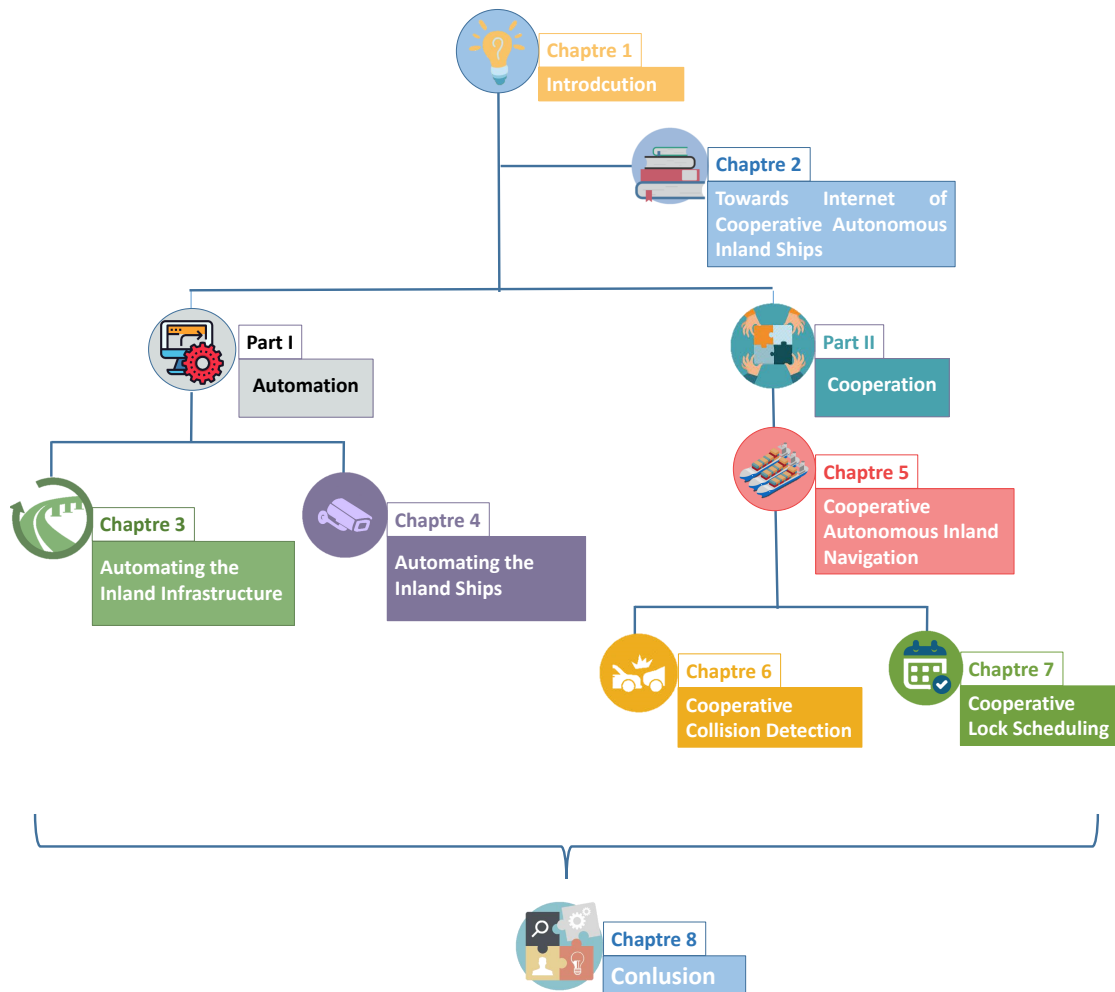 Chaptre 1
Introdcution
Chaptre 2
Towards Internet of
Cooperative Autonomous
Inland Ships
Part I
Automation
Part II
Cooperation
Chaptre 3
Automating the
Inland Infrastructure
Chaptre 4
Automating the
Inland Ships
Chaptre 5
Cooperative
Autonomous Inland
Navigation
Chaptre 6
Cooperative
Collision Detection
Chaptre 7
Cooperative
Lock Scheduling
Chaptre 8
Conlusion